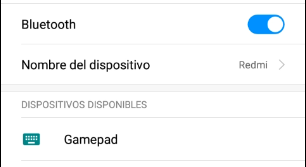 Bluetooth
Nombre del dispositivo Redmi
DISPOSITIVOS DISPONIBLES
Gamepad